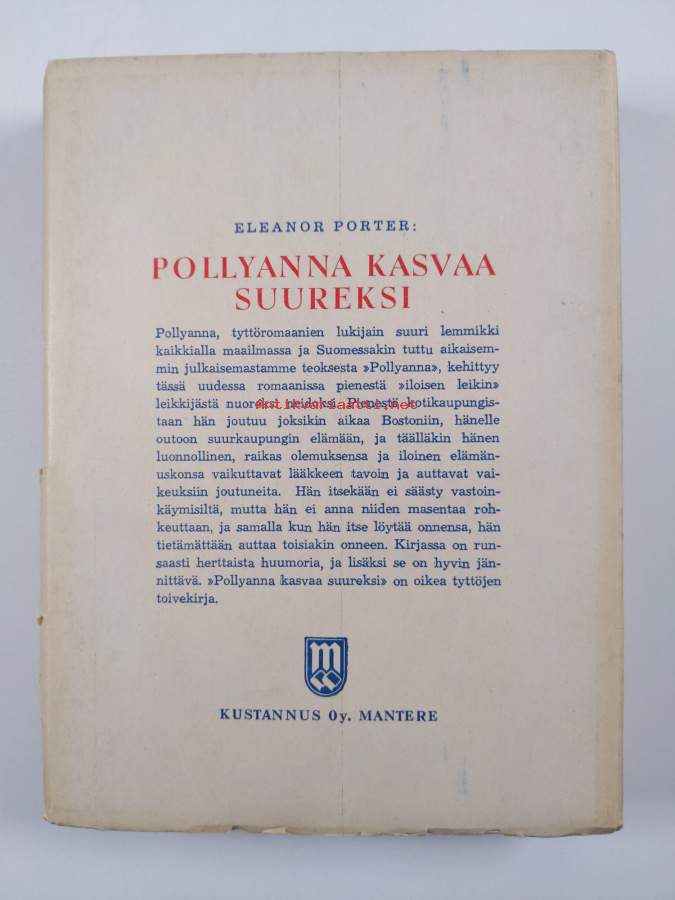 ELEANOR PORTER:
POLLYANNA KASVAA
SUUREKSI
Pollyanna, tyttöromaanien lukijain suuri lemmikki
kaikkialla maailmassa ja Suomessakin tuttu aikaisem-
min julkaisemastamme teoksesta »Pollyanna», kehittyy
tässä uudessa romaanissa pienestä »iloisen leikin»
leikkijästä nuoreksi neidoksi. Pienestä kotikaupungis-
Antikvariaatti.net
taan hän joutuu joksikin aikaa Bostoniin, hänelle
outoon suurkaupungin elämään, ja täälläkin hänen
luonnollinen, raikas olemuksensa ja iloinen elämän-
uskonsa vaikuttavat lääkkeen tavoin ja auttavat vai-
keuksiin joutuneita. Hän itsekään ei säästy vastoin-
käymisiltä, mutta hän ei anna niiden masentaa roh-
keuttaan, ja samalla kun hän itse löytää onnensa, hän
tietämättään auttaa toisiakin onneen. Kirjassa on run-
saasti herttaista huumoria, ja lisäksi se on hyvin jän-
nittävä. »Pollyanna kasvaa suureksi» on oikea tyttöjen
toivekirja.
m
KUSTANNUS Oy. MANTERE